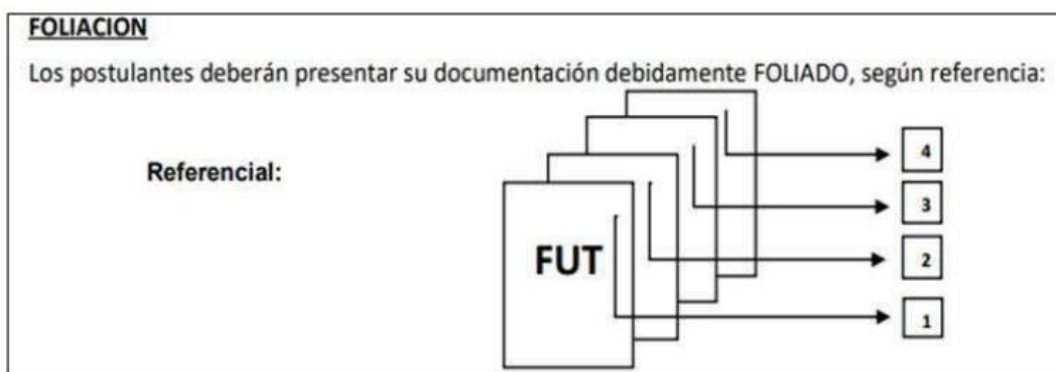 FOLIACION
Los postulantes deberán presentar su documentación debidamente FOLIADO, según referencia:
4
Referencial:
3
FUT
2
1